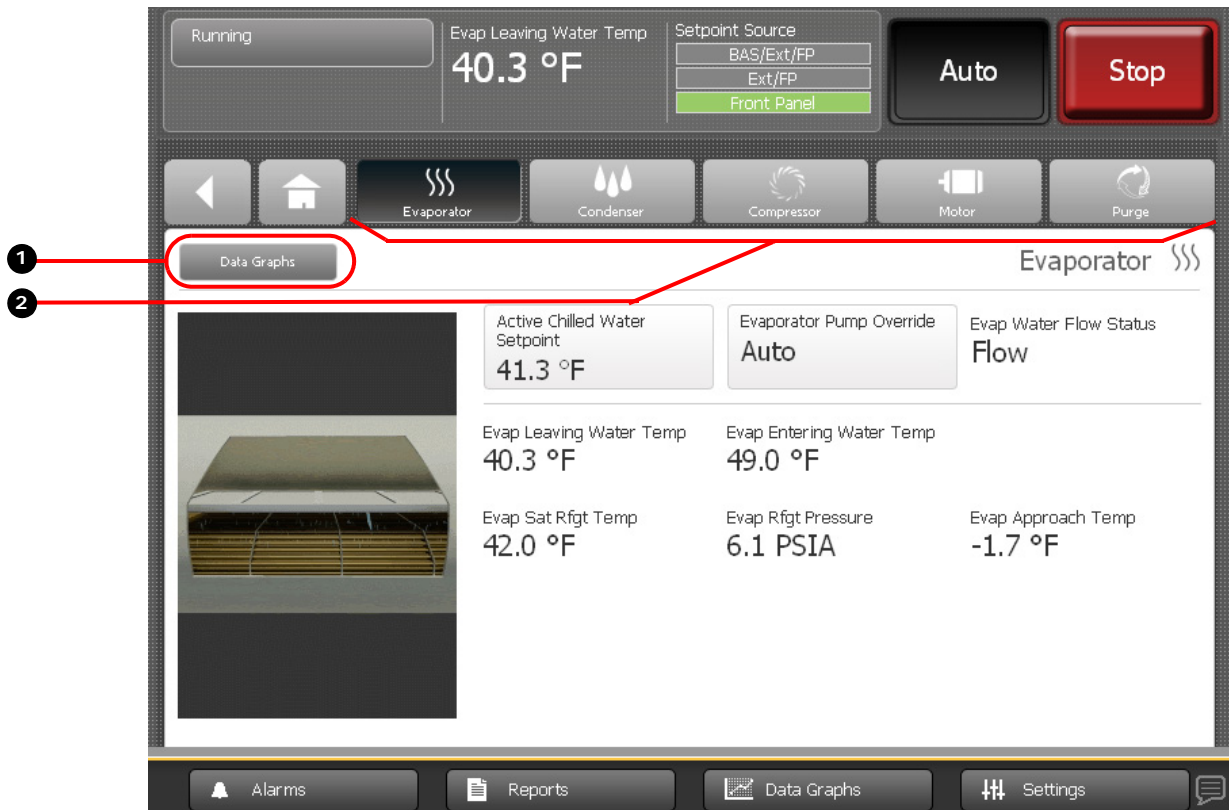 Running
Evap Leaving Water Temp
40.3 °F
Setpoint Source
BAS/Ext/FP
Ext/FP
Front Panel
Auto
Stop
Evaporator
Condenser
Compressor
Motor
Purge
1
Data Graphs
Evaporator
2
Active Chilled Water
Setpoint
41.3 °F
Evaporator Pump Override
Auto
Evap Water Flow Status
Flow
Evap Leaving Water Temp
40.3 °F
Evap Entering Water Temp
49.0 °F
Evap Sat Rfgt Temp
42.0 °F
Evap Rfgt Pressure
6.1 PSIA
Evap Approach Temp
-1.7 °F
Alarms
Reports
Data Graphs
Settings